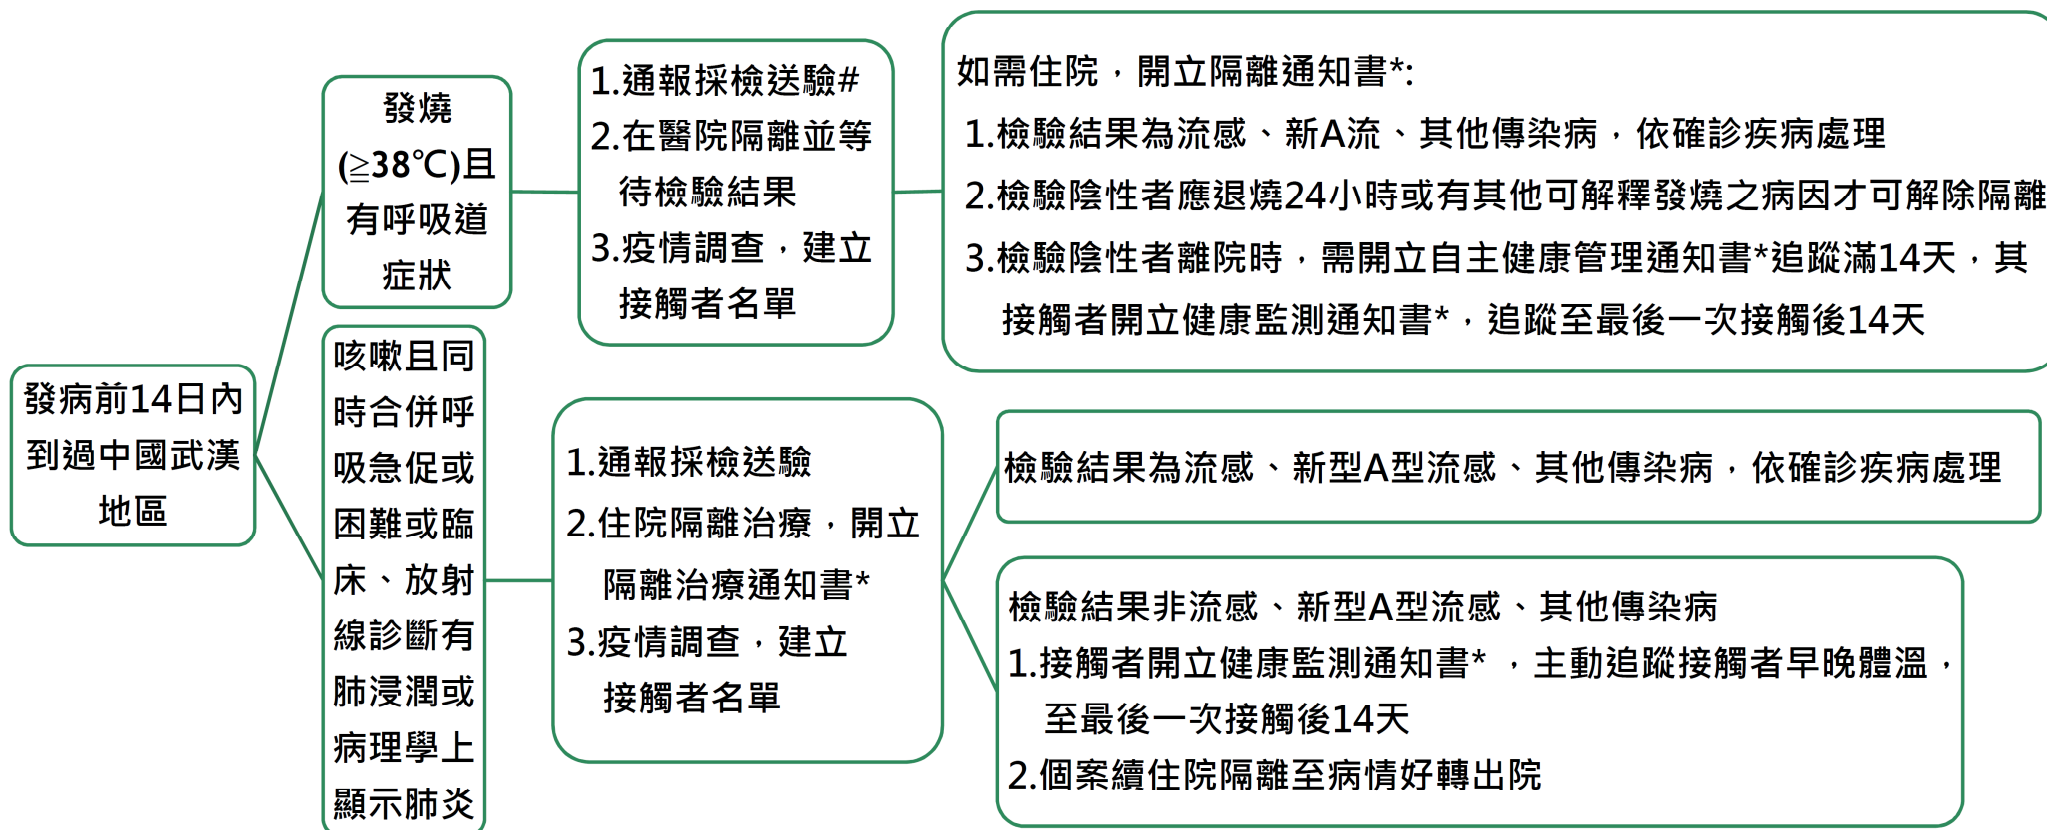 發病前14日內
到過中國武漢
地區
發燒
(≧38℃)且
有呼吸道
症狀
1.通報採檢送驗#
2.在醫院隔離並等
待檢驗結果
3.疫情調查，建立
接觸者名單
如需住院，開立隔離通知書*:
1.檢驗結果為流感、新A流、其他傳染病，依確診疾病處理
2.檢驗陰性者應退燒24小時或有其他可解釋發燒之病因才可解除隔離
3.檢驗陰性者離院時，需開立自主健康管理通知書*追蹤滿14天，其
接觸者開立健康監測通知書*，追蹤至最後一次接觸後14天
咳嗽且同
時合併呼
吸急促或
困難或臨
床、放射
線診斷有
肺浸潤或
病理學上
顯示肺炎
1.通報採檢送驗
2.住院隔離治療，開立
隔離治療通知書*
3.疫情調查，建立
接觸者名單
檢驗結果為流感、新型A型流感、其他傳染病，依確診疾病處理
檢驗結果非流感、新型A型流感、其他傳染病
1.接觸者開立健康監測通知書* ，主動追蹤接觸者早晚體溫，
至最後一次接觸後14天
2.個案續住院隔離至病情好轉出院